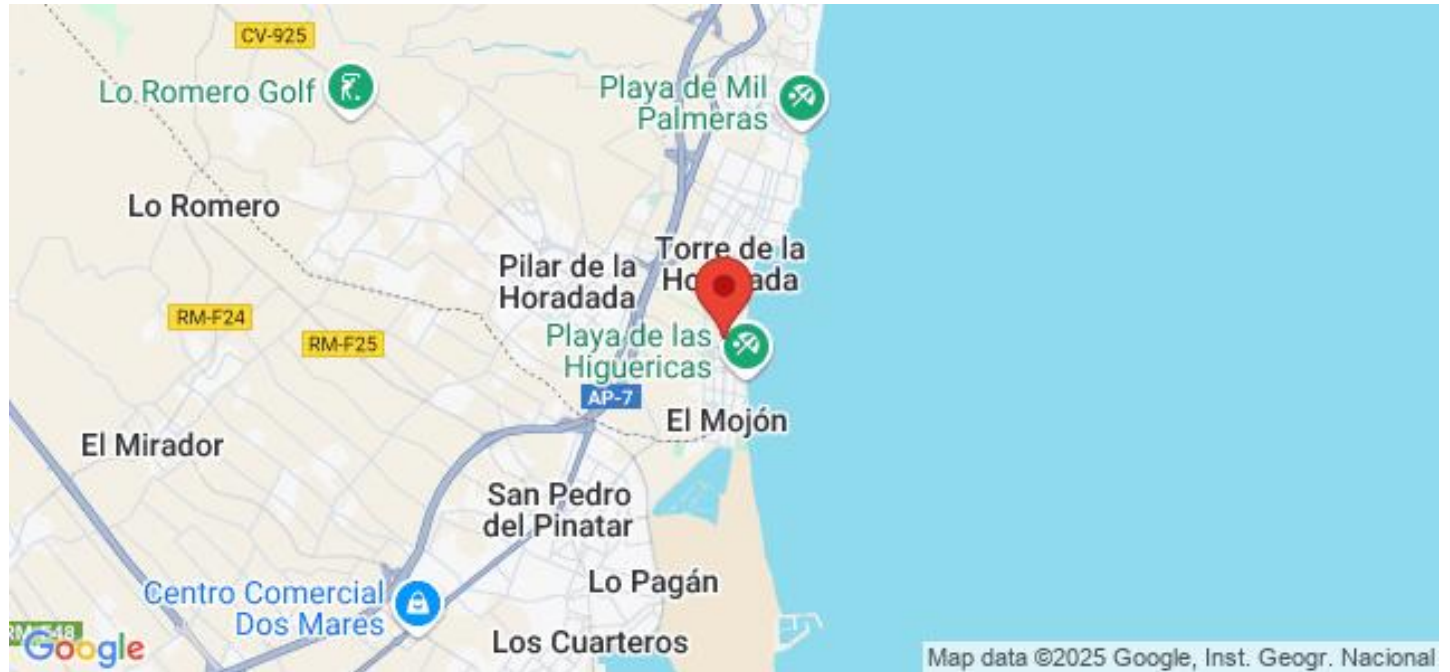 CV-925
Lo Romero Golf
Playa de Mil
Palmeras
Lo Romero
Torre de la
Pilar de la
Horadada
RM-F24
RM-F25
Playa de las
Higuericas
AP-7
El Mojón
El Mirador
San Pedro
del Pinatar
Lo Pagán
Centro Comercial
Dos Mares
Los Cuarteros
Google
Map data ©2025 Google, Inst. Geogr. Nacional